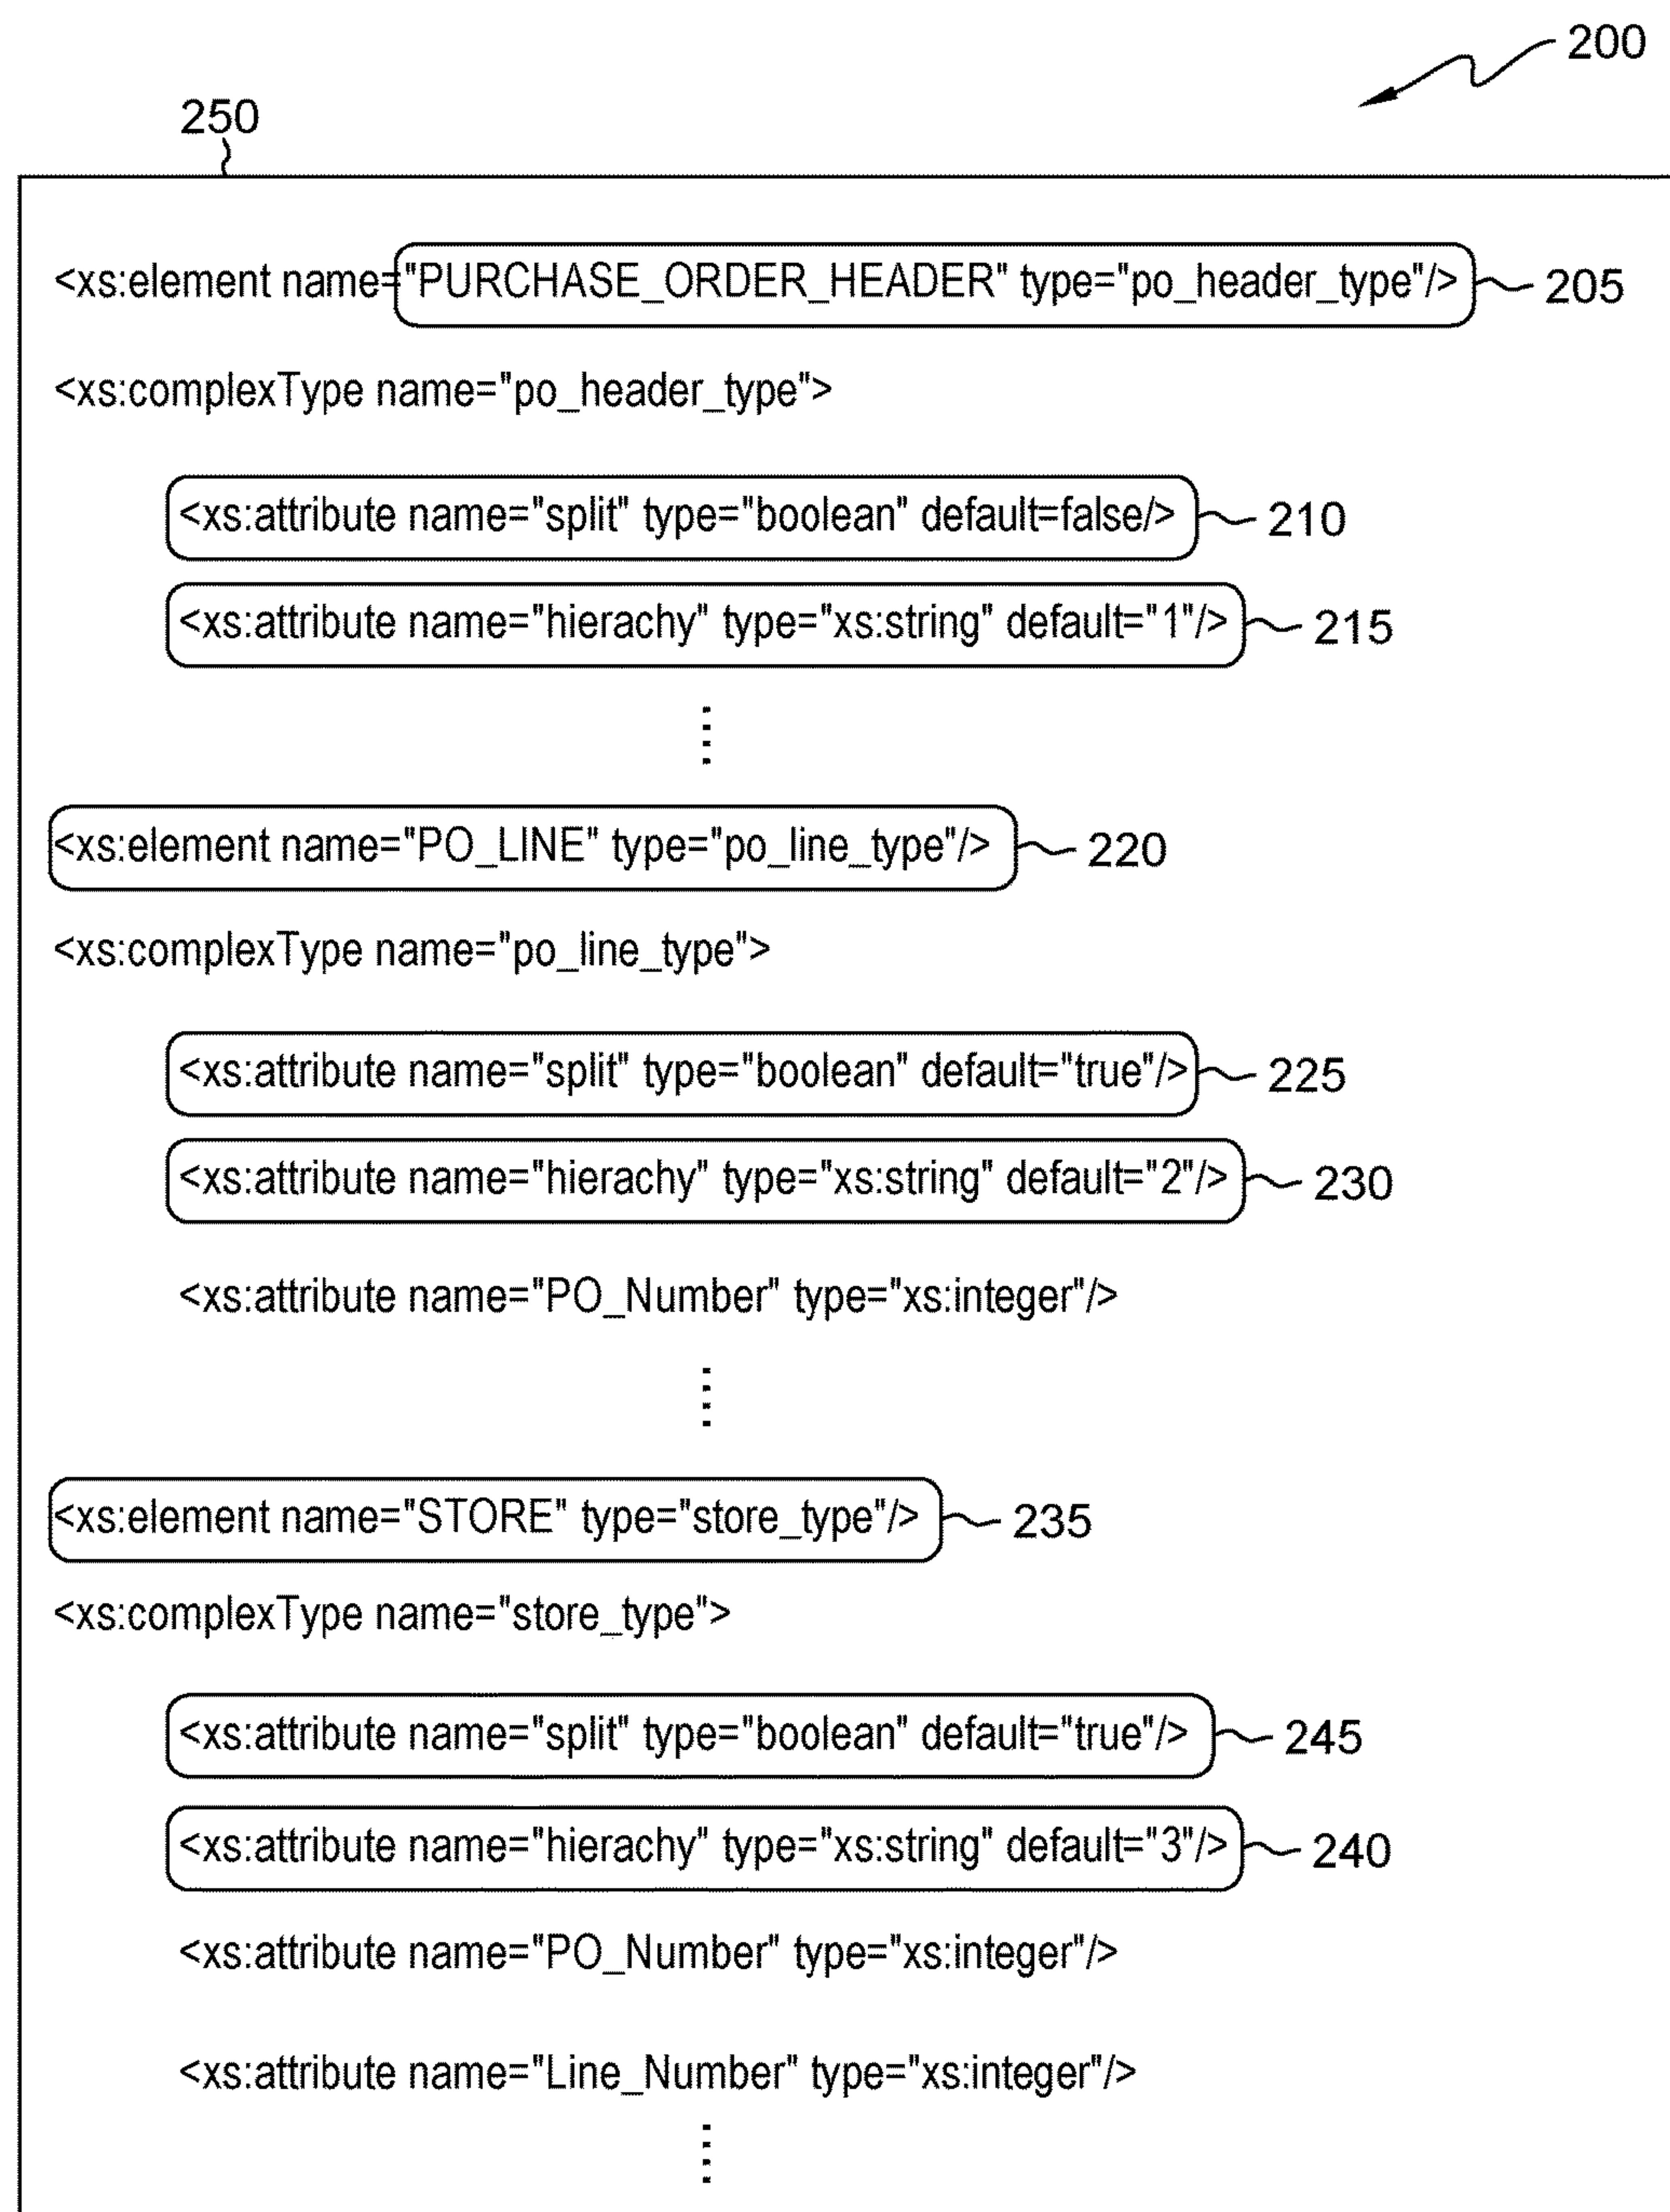 200
250
<xs:element name="PURCHASE_ORDER_HEADER" type="po_header_type"/> 205
<xs:complexType name="po_header_type">
<xs:attribute name="split" type="boolean" default=false/> 210
<xs:attribute name="hierachy" type="xs:string" default="1"/> 215
<xs:element name="PO_LINE" type="po_line_type"/> 220
<xs:complexType name="po_line_type">
<xs:attribute name="split" type="boolean" default="true"/> 225
<xs:attribute name="hierachy" type="xs:string" default="2"/> 230
<xs:attribute name="PO_Number" type="xs:integer"/>
<xs:element name="STORE" type="store_type"/> 235
<xs:complexType name="store_type">
<xs:attribute name="split" type="boolean" default="true"/> 245
<xs:attribute name="hierachy" type="xs:string" default="3"/> 240
<xs:attribute name="PO_Number" type="xs:integer"/>
<xs:attribute name="Line_Number" type="xs:integer"/>